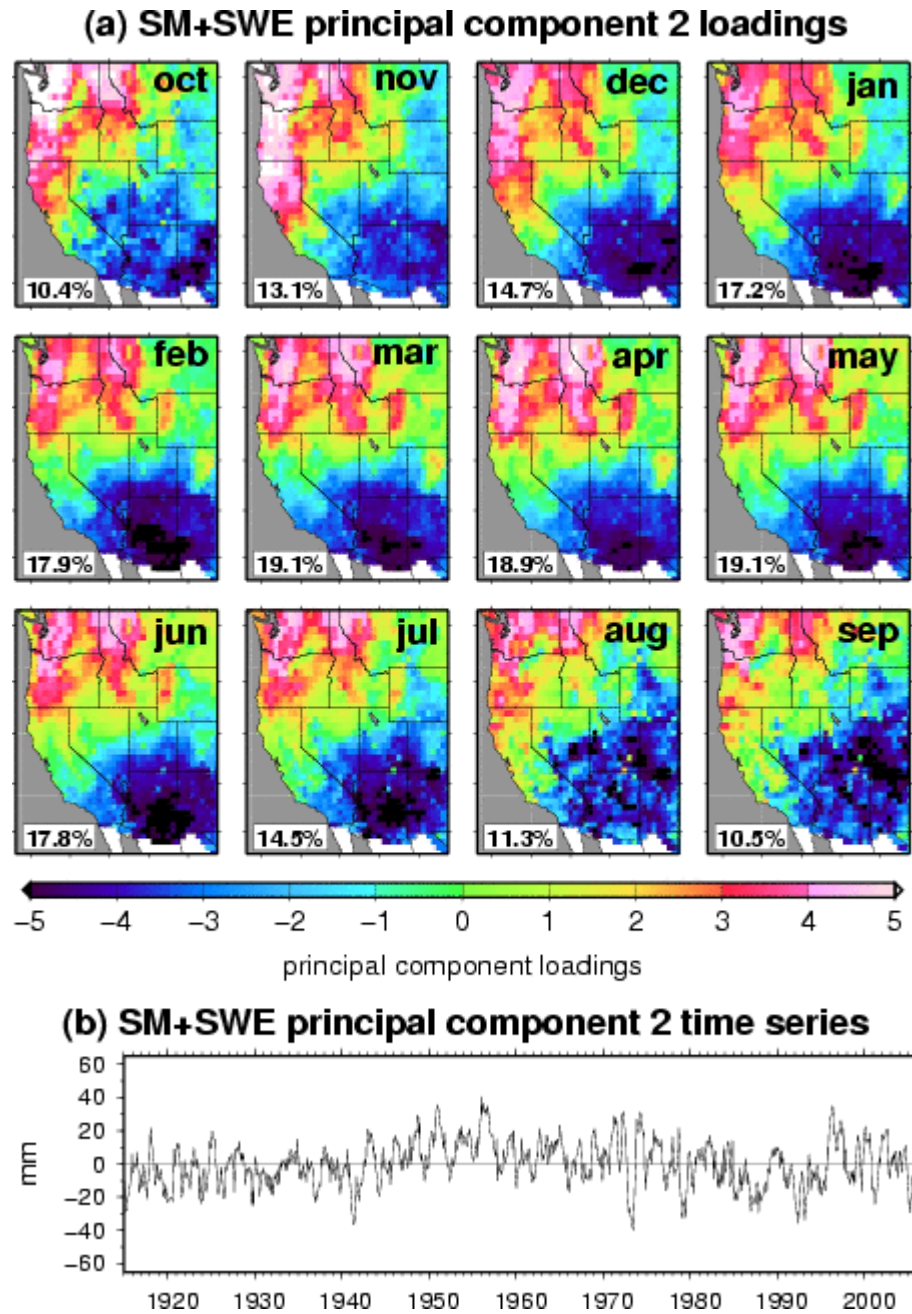 (a) SM+SWE principal component 2 loadings
oct nov dec jan
10.4% 13.1% 14.7% 17.2%
feb mar apr may
17.9% 19.1% 18.9% 19.1%
jun jul aug sep
17.8% 14.5% 11.3% 10.5%
−5 −4 −3 −2 −1 0 1 2 3 4 5
principal component loadings
(b) SM+SWE principal component 2 time series
60
40
20
0
−20
−40
−60
mm
1920 1930 1940 1950 1960 1970 1980 1990 2000